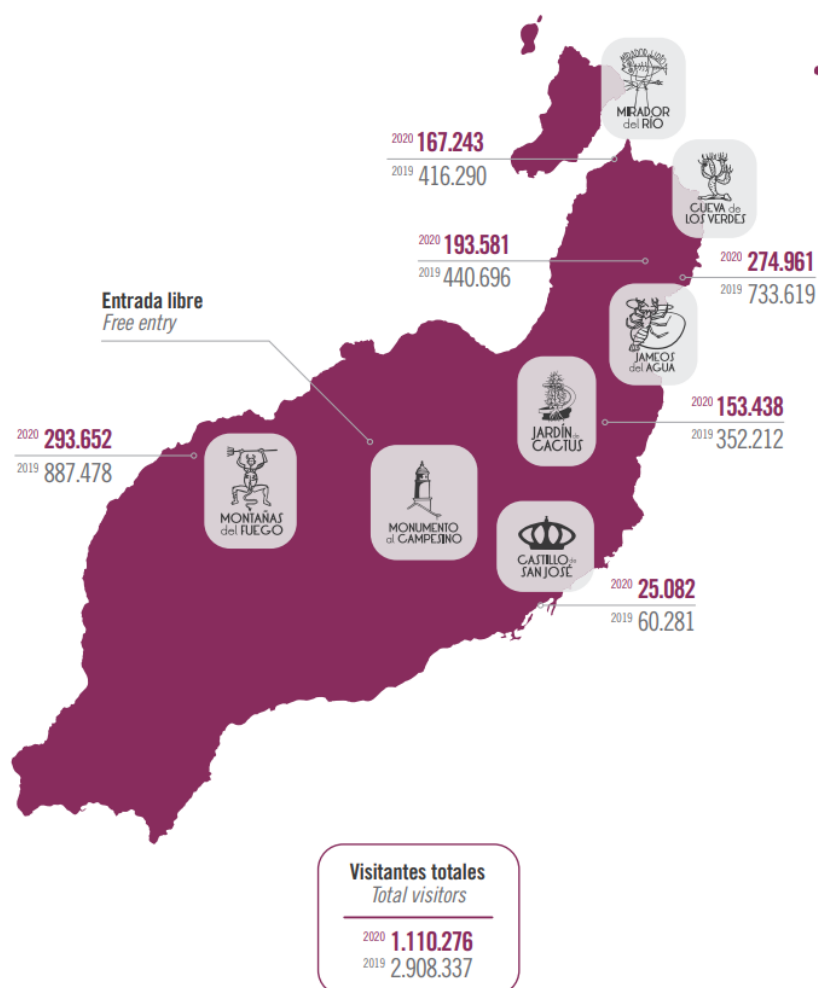 MIRADOR LIBRO
MIRADOR
del RÍO
2020 167.243
2019 416.290
CUEVA de
LOS VERDES
2020 193.581
2019 440.696
2020 274.961
2019 733.619
Entrada libre
Free entry
JAMEOS
del AGUA
JARDÍN de
CACTUS
2020 153.438
2019 352.212
2020 293.652
2019 887.478
MONTAÑAS
del FUEGO
MONUMENTO
al CAMPESINO
CASTILLO de
SAN JOSÉ
2020 25.082
2019 60.281
Visitantes totales
Total visitors
2020 1.110.276
2019 2.908.337